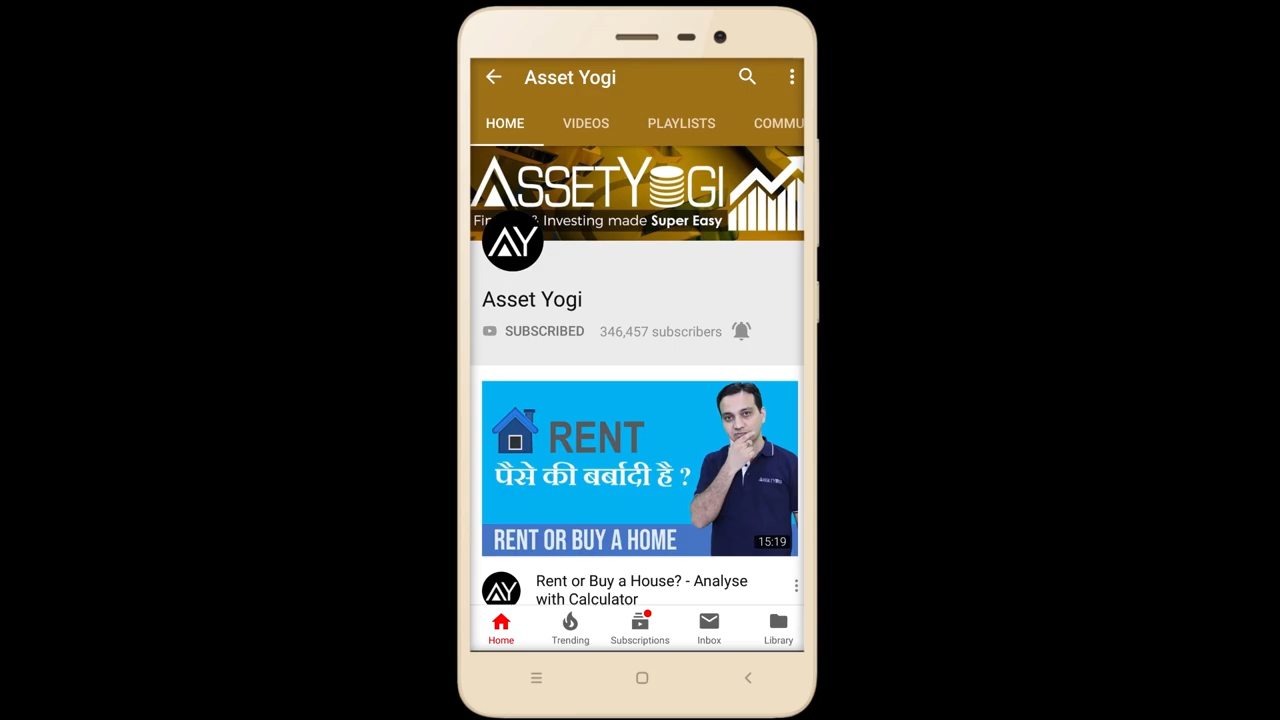 Asset Yogi
HOME VIDEOS PLAYLISTS COMMU
ASSETYOGI
& Investing made Super Easy
AY
Asset Yogi
SUBSCRIBED 346,457 subscribers
RENT
पैसे की बर्बादी है ?
ASSETYOGI
RENT OR BUY A HOME
15:19
AY
Rent or Buy a House? - Analyse
with Calculator
Home Trending Subscriptions Inbox Library